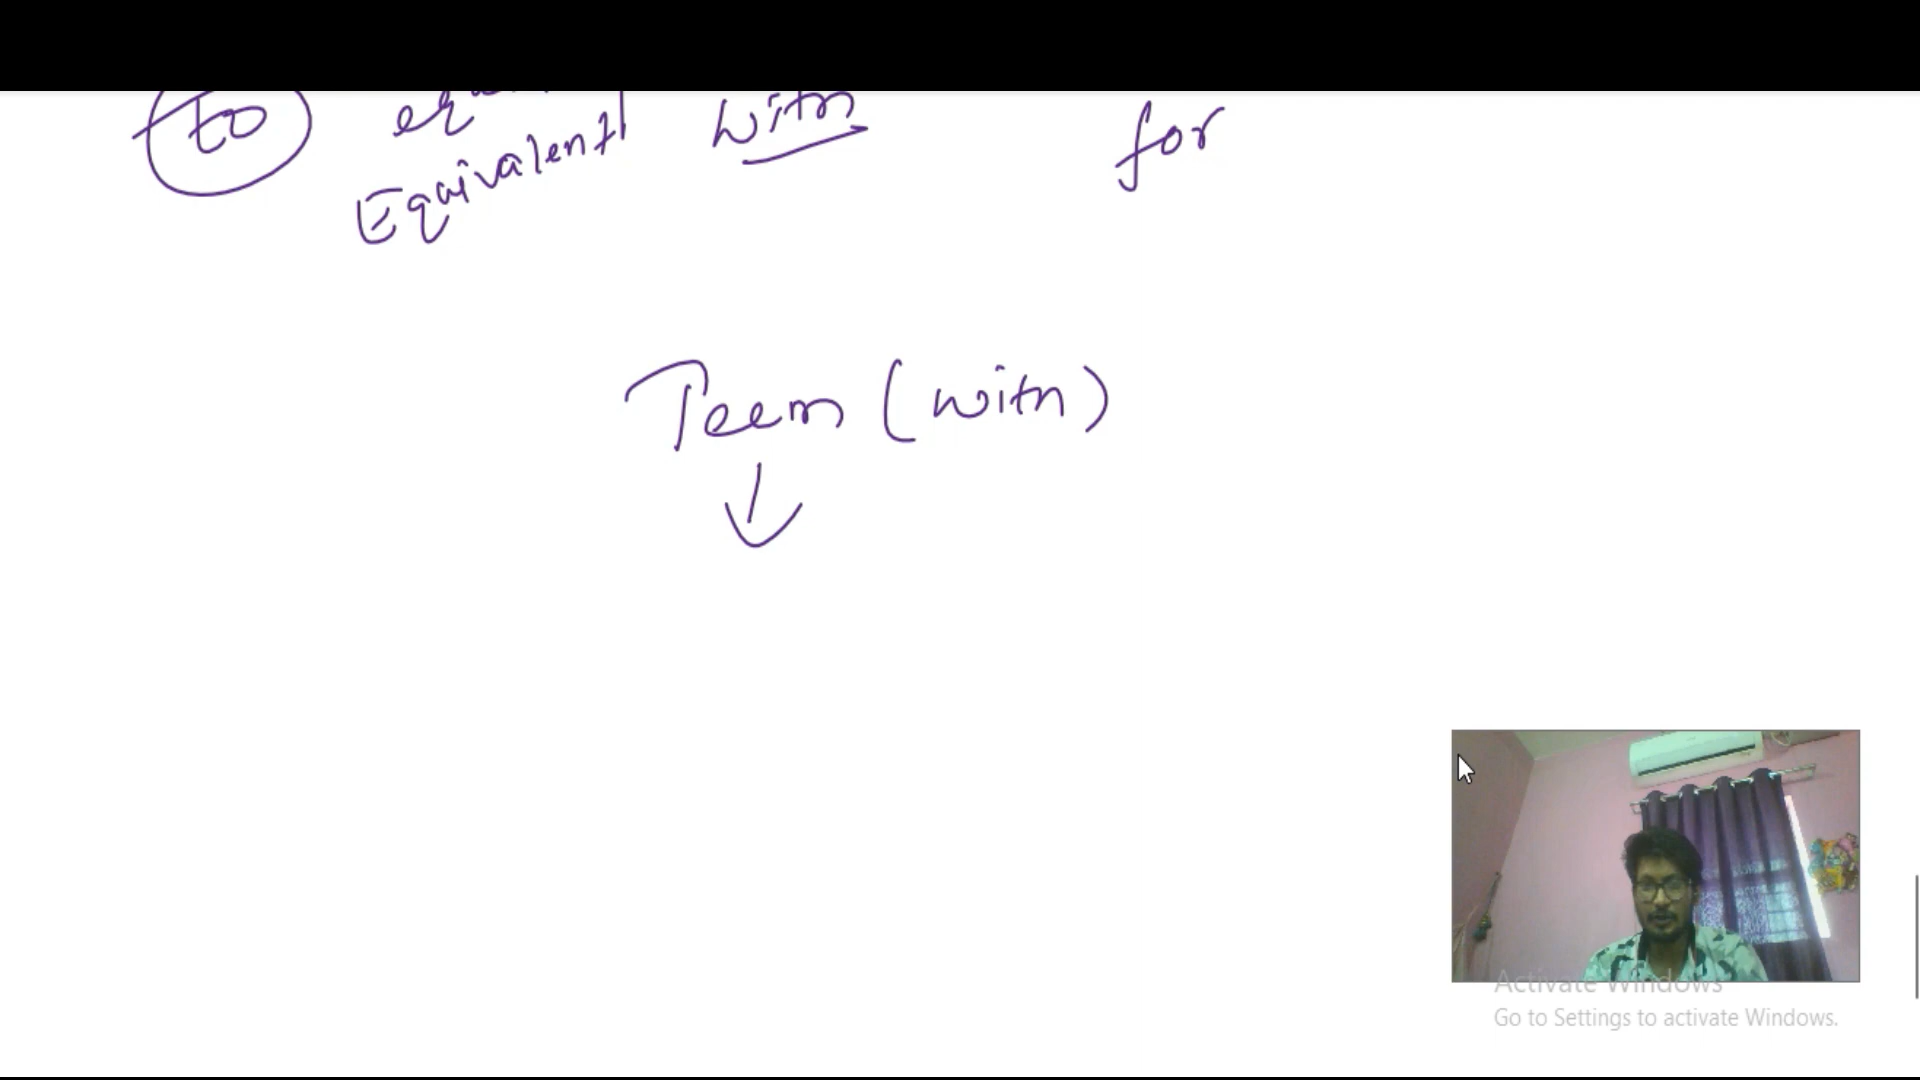 to with for
Equivalent
Teem (with)
Activate Windows
Go to Settings to activate Windows.